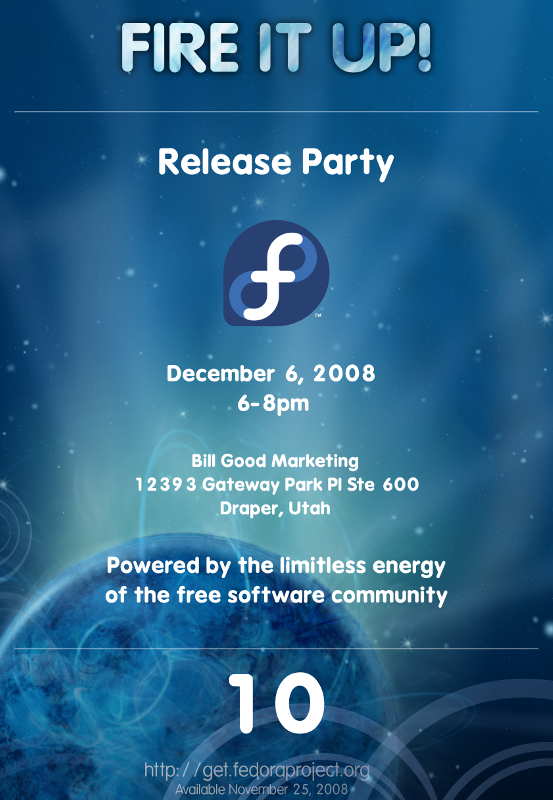 FIRE IT UP!
Release Party
f
™
December 6, 2008
6-8pm
Bill Good Marketing
12393 Gateway Park Pl Ste 600
Draper, Utah
Powered by the limitless energy
of the free software community
10
http://get.fedoraproject.org
Available November 25, 2008